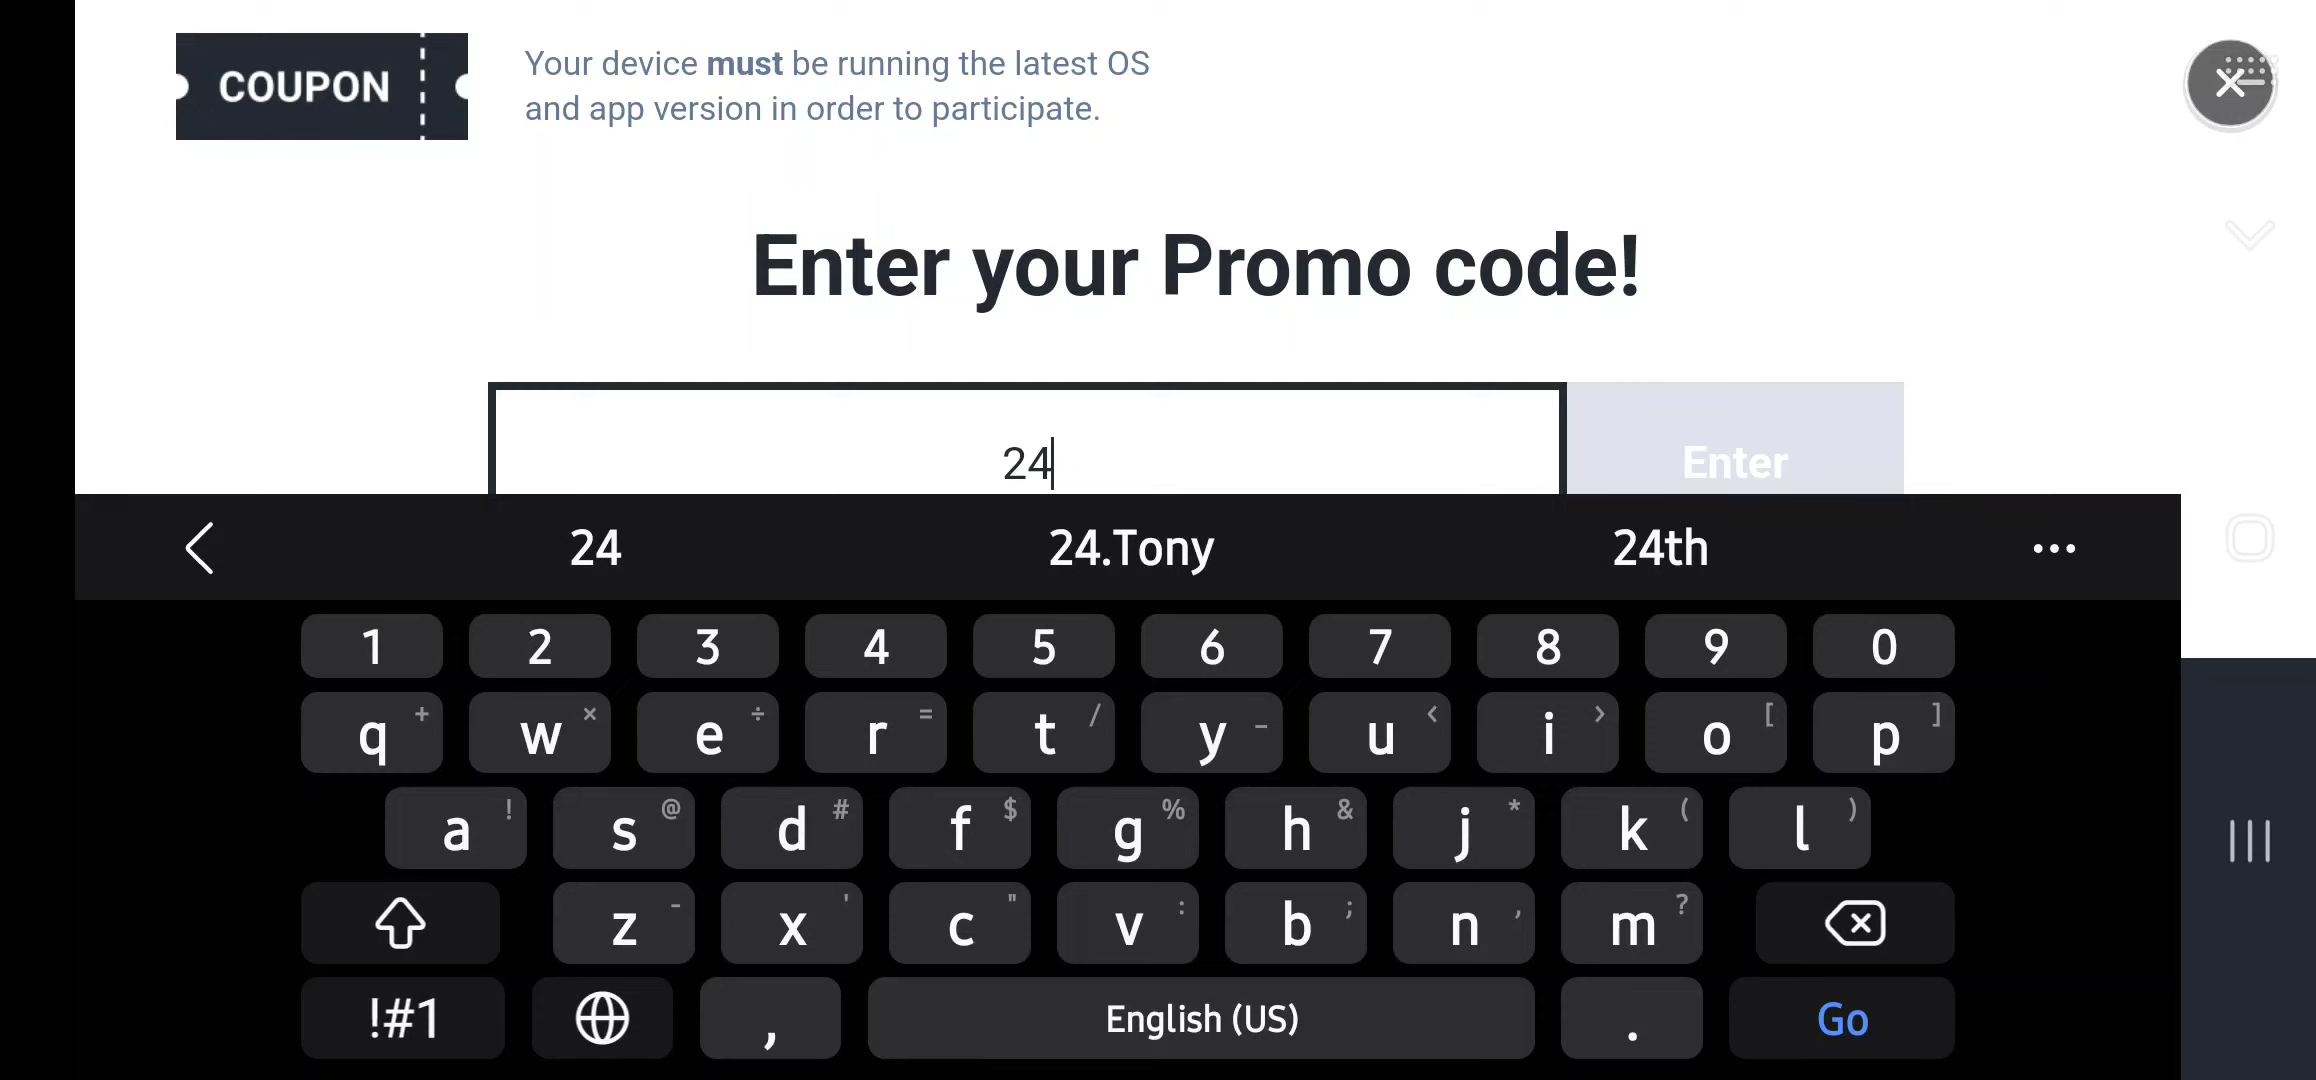 COUPON
Your device must be running the latest OS
and app version in order to participate.
Enter your Promo code!
24
Enter
24 24.Tony 24th ...
1 2 3 4 5 6 7 8 9 0
q + w × e ÷ r = t / y _ u < i > o [ p ]
a ! s @ d # f $ g % h & j * k ( l )
z - x ' c " v : b ; n , m ?
!#1 , English (US) . Go